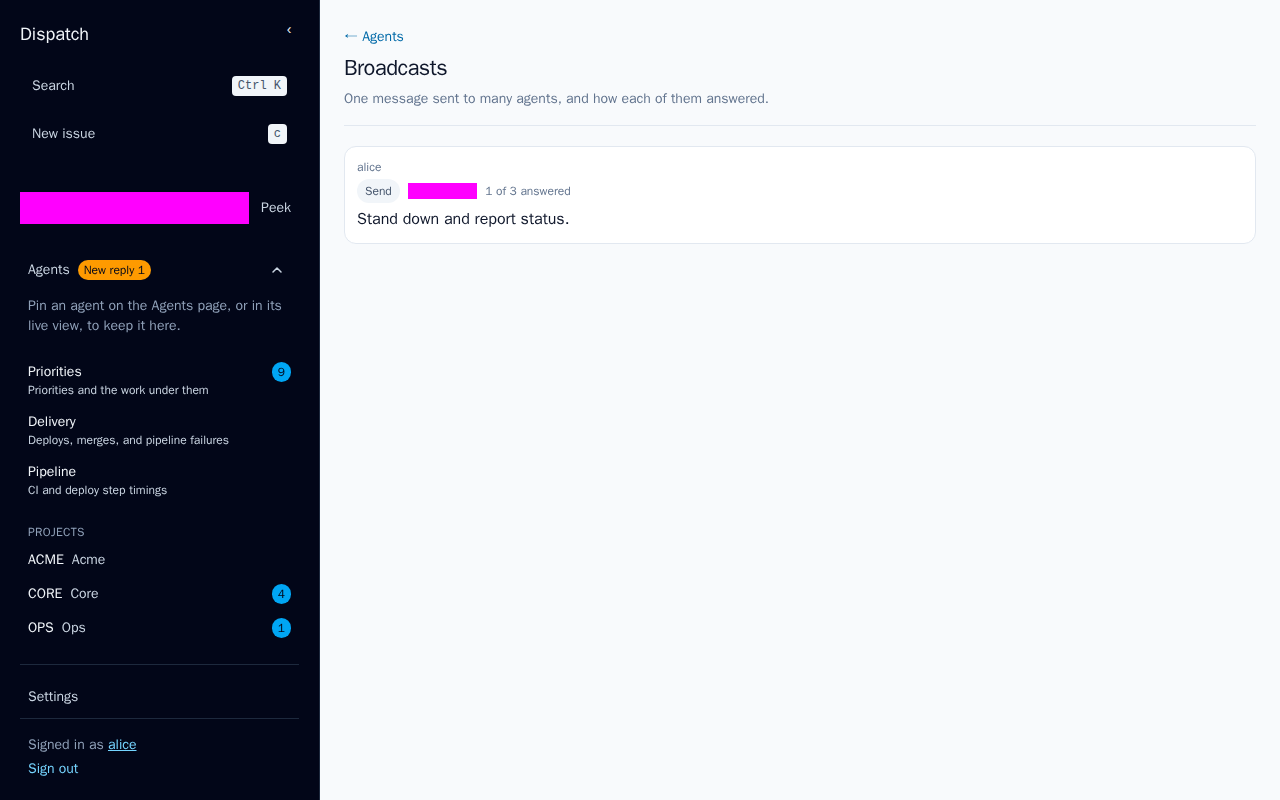 Dispatch
‹
Search Ctrl K
New issue c
Peek
Agents New reply 1
Pin an agent on the Agents page, or in its
live view, to keep it here.
Priorities 9
Priorities and the work under them
Delivery
Deploys, merges, and pipeline failures
Pipeline
CI and deploy step timings
PROJECTS
ACME Acme
CORE Core 4
OPS Ops 1
Settings
Signed in as alice
Sign out
← Agents
Broadcasts
One message sent to many agents, and how each of them answered.
alice
Send 1 of 3 answered
Stand down and report status.